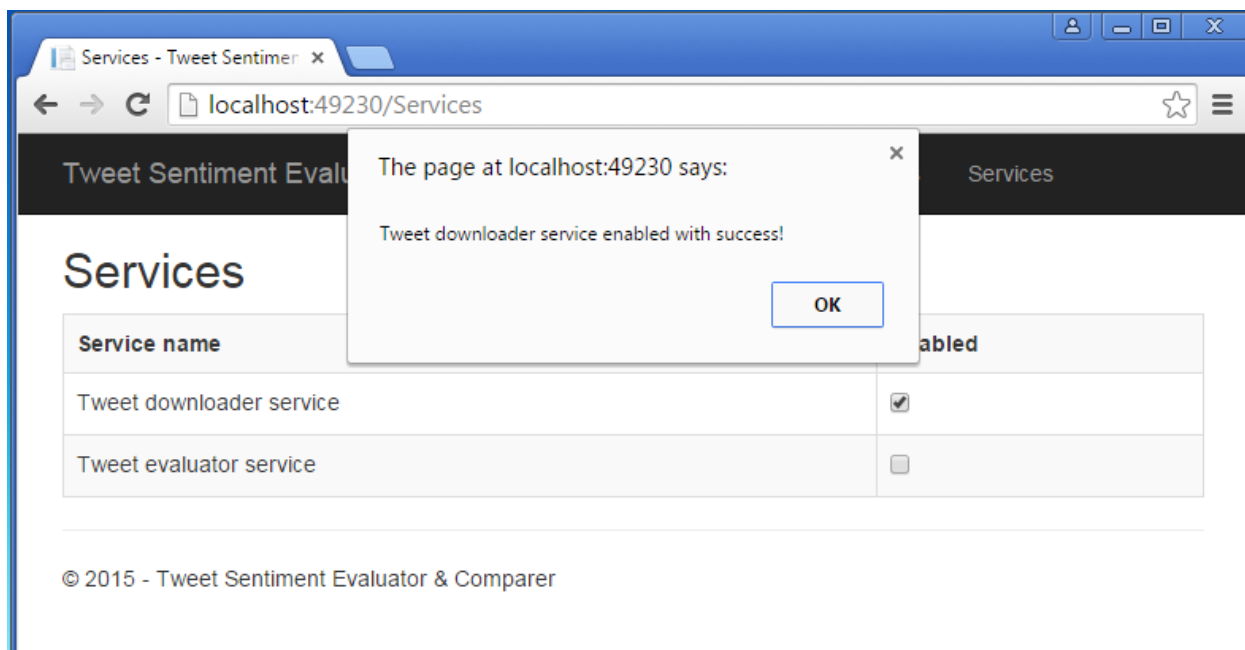 Services - Tweet Sentimen
localhost:49230/Services
Tweet Sentiment Evalu
Services
The page at localhost:49230 says:
Tweet downloader service enabled with success!
OK
Services
Service name
abled
Tweet downloader service
Tweet evaluator service
© 2015 - Tweet Sentiment Evaluator & Comparer